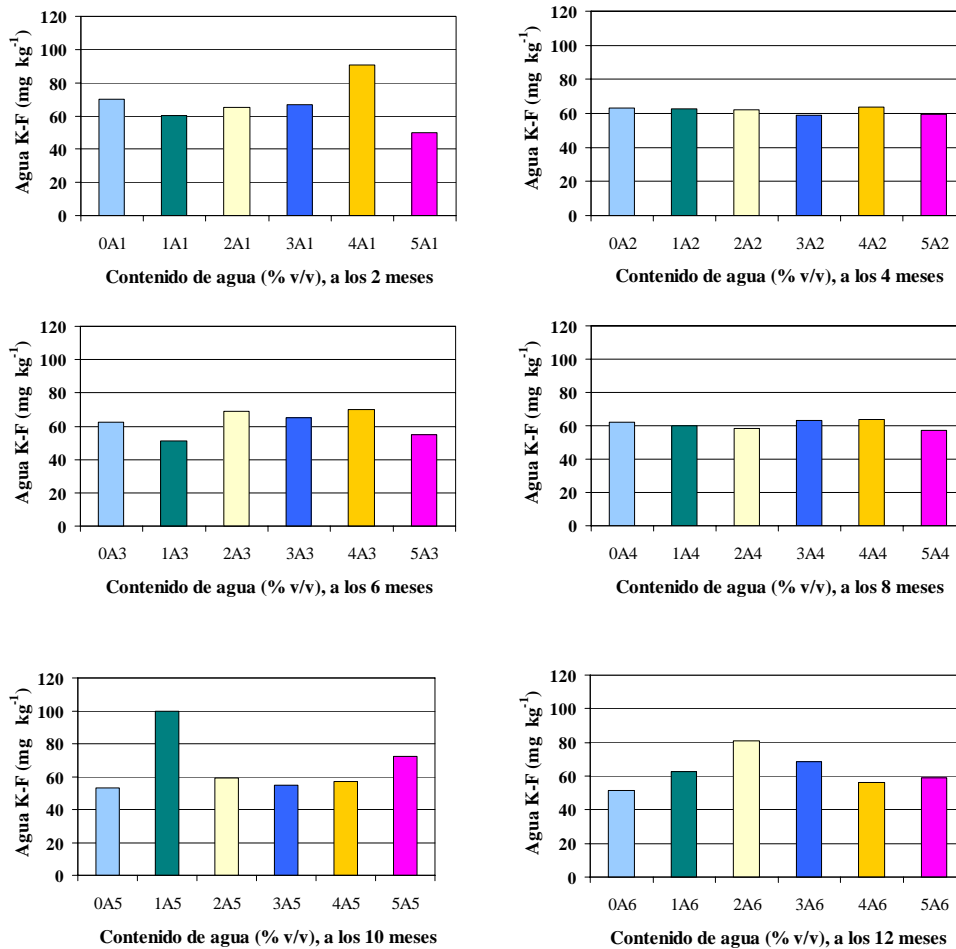 Agua K-F (mg kg-1)
120
100
80
60
40
20
0
0A1 1A1 2A1 3A1 4A1 5A1
Contenido de agua (% v/v), a los 2 meses
Agua K-F (mg kg-1)
120
100
80
60
40
20
0
0A2 1A2 2A2 3A2 4A2 5A2
Contenido de agua (% v/v), a los 4 meses
Agua K-F (mg kg-1)
120
100
80
60
40
20
0
0A3 1A3 2A3 3A3 4A3 5A3
Contenido de agua (% v/v), a los 6 meses
Agua K-F (mg kg-1)
120
100
80
60
40
20
0
0A4 1A4 2A4 3A4 4A4 5A4
Contenido de agua (% v/v), a los 8 meses
Agua K-F (mg kg-1)
120
100
80
60
40
20
0
0A5 1A5 2A5 3A5 4A5 5A5
Contenido de agua (% v/v), a los 10 meses
Agua K-F (mg kg-1)
120
100
80
60
40
20
0
0A6 1A6 2A6 3A6 4A6 5A6
Contenido de agua (% v/v), a los 12 meses